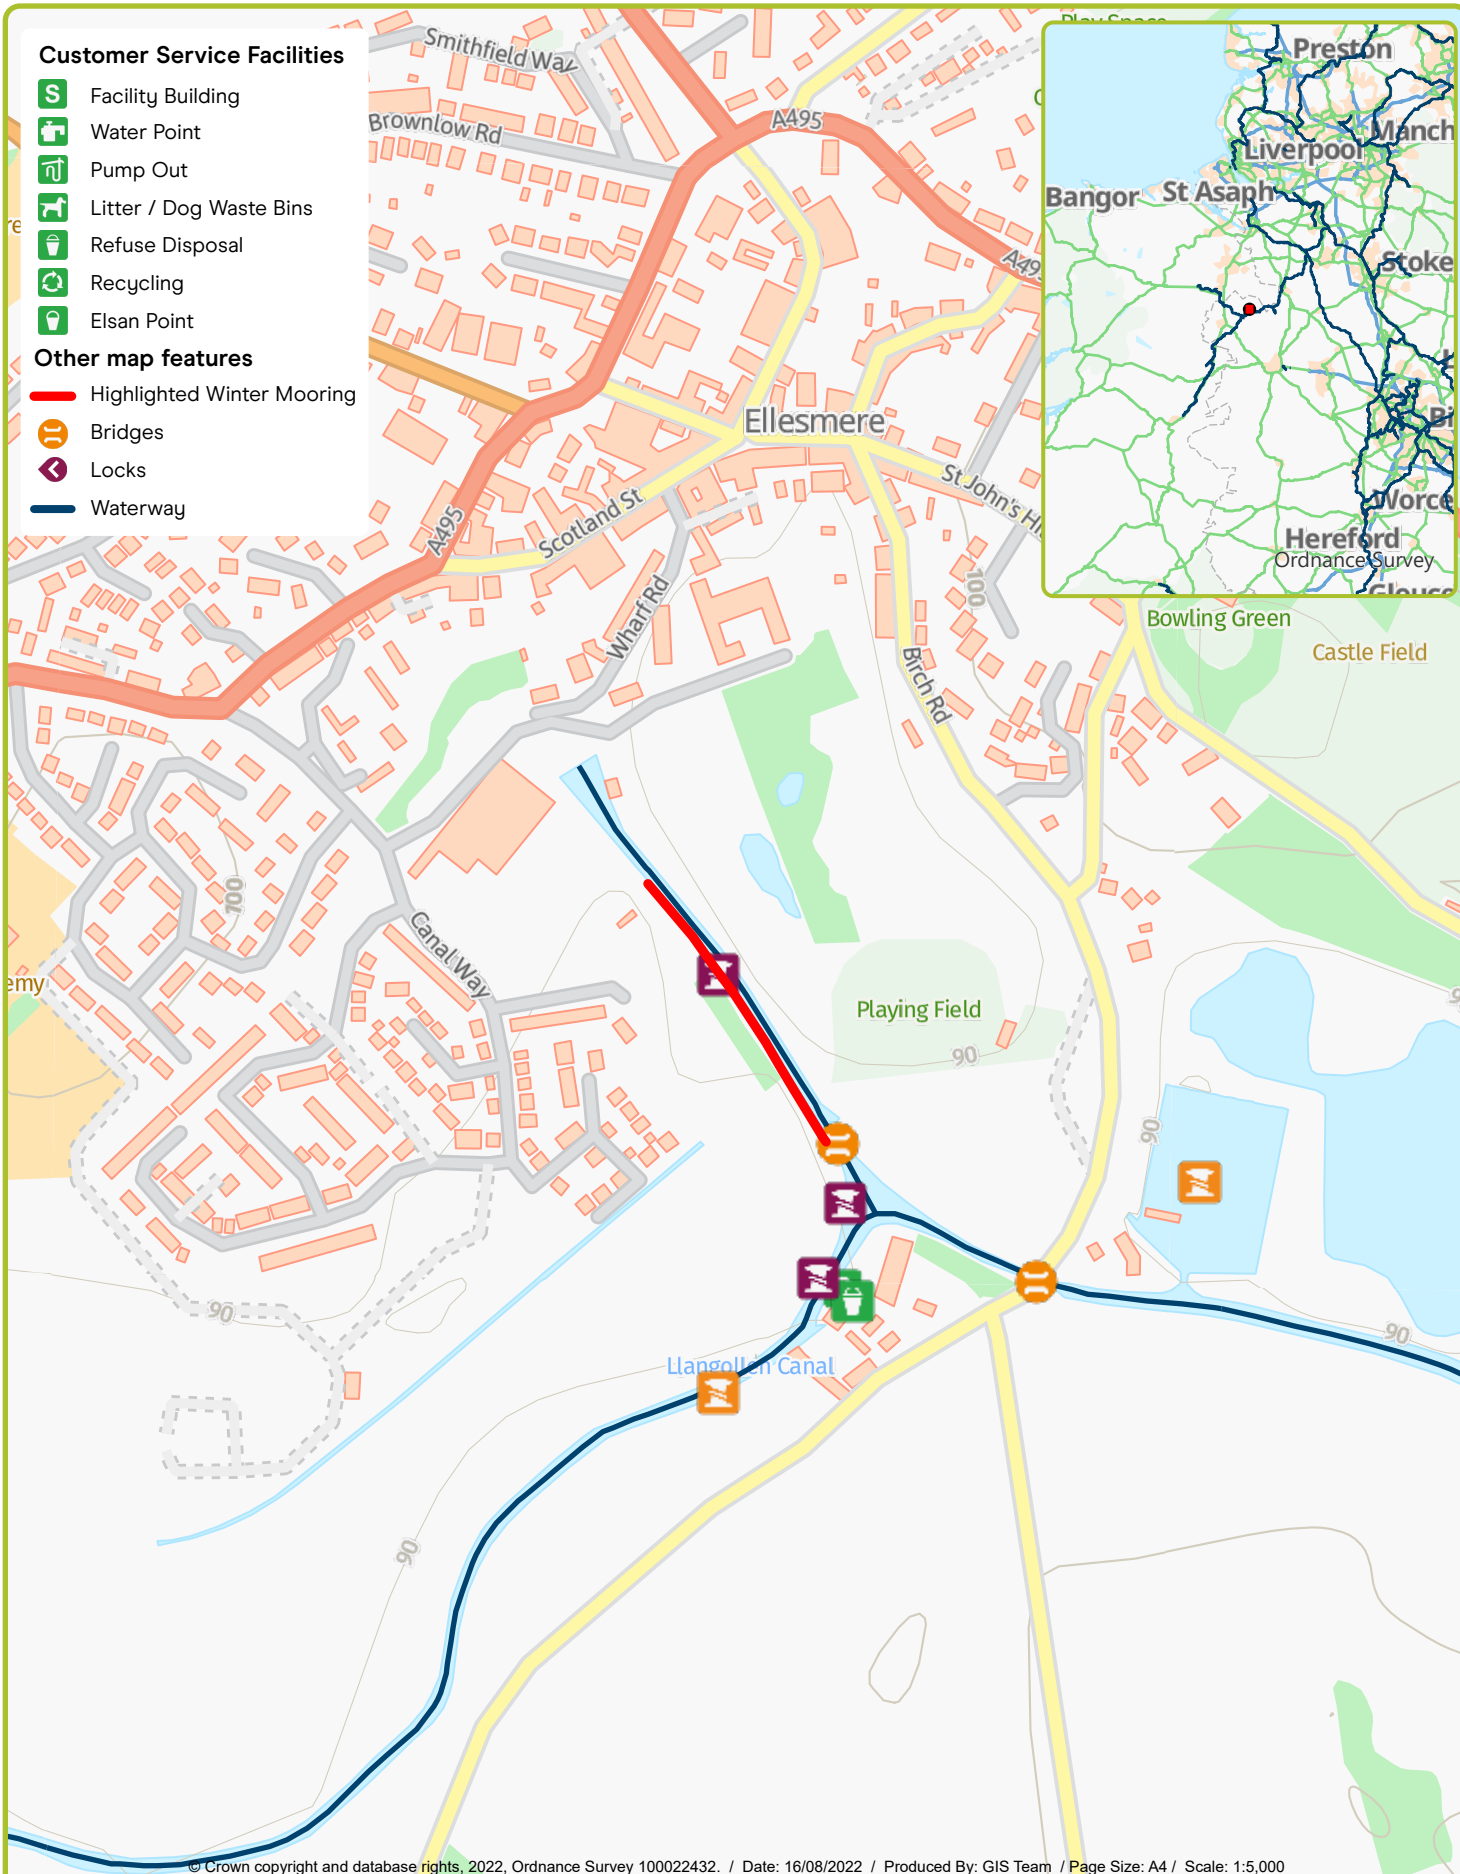 Customer Service Facilities
S Facility Building
Water Point
Pump Out
Litter / Dog Waste Bins
Refuse Disposal
Recycling
Elsan Point
Other map features
Highlighted Winter Mooring
Bridges
Locks
Waterway
Smithfield Way
Brownlow Rd
A495
A495
Ellesmere
Scotland St
St John's
A495
Wharf Rd
Birch Rd
100
Bowling Green
Castle Field
100
Canal Way
emy
Playing Field
90
90
90
90
Llangollen Canal
90
Preston
Manch
Liverpool
St Asaph
Bangor
Stoke
Bi
Worce
Hereford
Ordnance Survey
© Crown copyright and database rights, 2022, Ordnance Survey 100022432. / Date: 16/08/2022 / Produced By: GIS Team / Page Size: A4 / Scale: 1:5,000